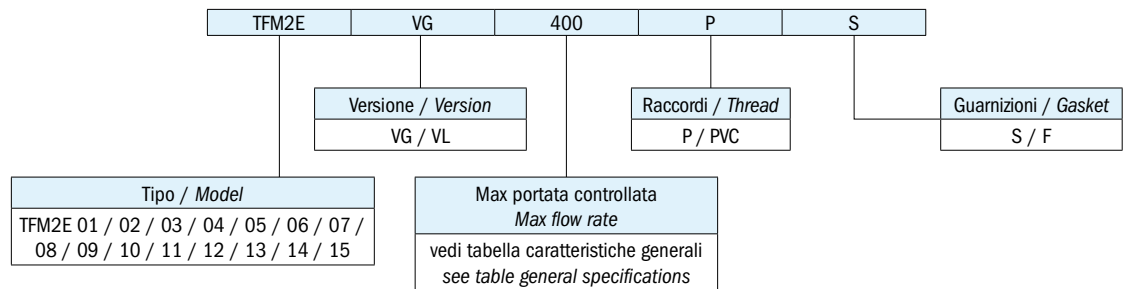 TFM2E VG 400 P S
Versione / Version
VG / VL
Raccordi / Thread
P / PVC
Guarnizioni / Gasket
S / F
Tipo / Model
TFM2E 01 / 02 / 03 / 04 / 05 / 06 / 07 /
08 / 09 / 10 / 11 / 12 / 13 / 14 / 15
Max portata controllata
Max flow rate
vedi tabella caratteristiche generali
see table general specifications